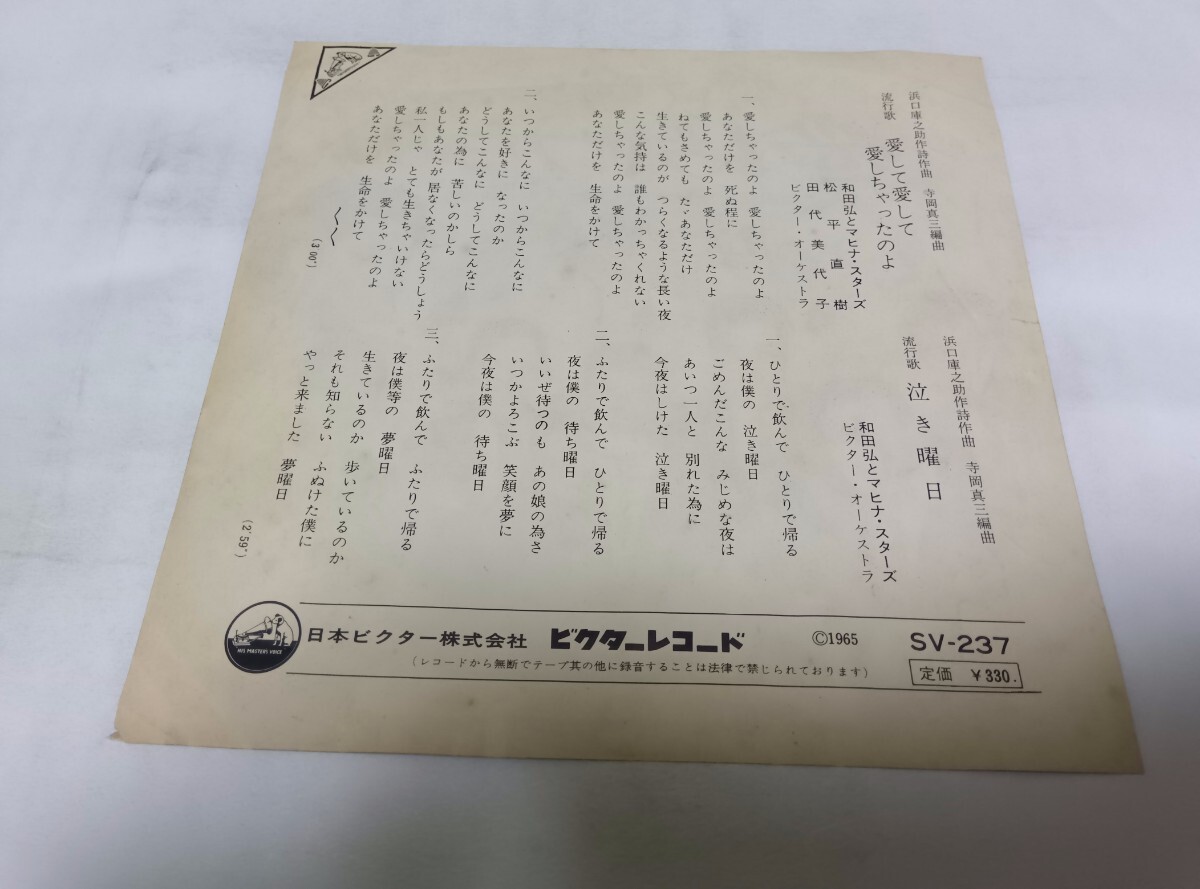 浜口庫之助作詩作曲 寺岡真三編曲
流行歌 愛して愛して
愛しちゃったのよ
和田弘とマヒナ・スターズ
松平直樹
田代美代子
ビクター・オーケストラ
一、愛しちゃったのよ 愛しちゃったのよ
あなただけを 死ぬ程に
愛しちゃったのよ 愛しちゃったのよ
ねてもさめても たゞあなただけ
生きているのが つらくなるような長い夜
こんな気持は 誰もわかっちゃくれない
愛しちゃったのよ 愛しちゃったのよ
あなただけを 生命をかけて
二、いつからこんなに いつからこんなに
あなたを好きに なったのか
どうしてこんなに どうしてこんなに
あなたの為に 苦しいのかしら
もしもあなたが 居なくなったらどうしょう
私一人じゃ とても生きちゃいけない
愛しちゃったのよ 愛しちゃったのよ
あなただけを 生命をかけて
(3′00″)
浜口庫之助作詩作曲 寺岡真三編曲
流行歌 泣き曜日
和田弘とマヒナ・スターズ
ビクター・オーケストラ
一、ひとりで飲んで ひとりで帰る
夜は僕の 泣き曜日
ごめんだこんな みじめな夜は
あいつ一人と 別れた為に
今夜はしけた 泣き曜日
二、ふたりで飲んで ひとりで帰る
夜は僕の 待ち曜日
いいぜ待つのも あの娘の為さ
いつかよろこぶ 笑顔を夢に
今夜は僕の 待ち曜日
三、ふたりで飲んで ふたりで帰る
夜は僕等の 夢曜日
生きているのか 歩いているのか
それも知らない ふぬけた僕に
やっと来ました 夢曜日
(2′59″)
HIS MASTERS VOICE
日本ビクター株式会社 ビクターレコード ©1965 SV-237
(レコードから無断でテープ其の他に録音することは法律で禁じられております) 定価 ¥330.